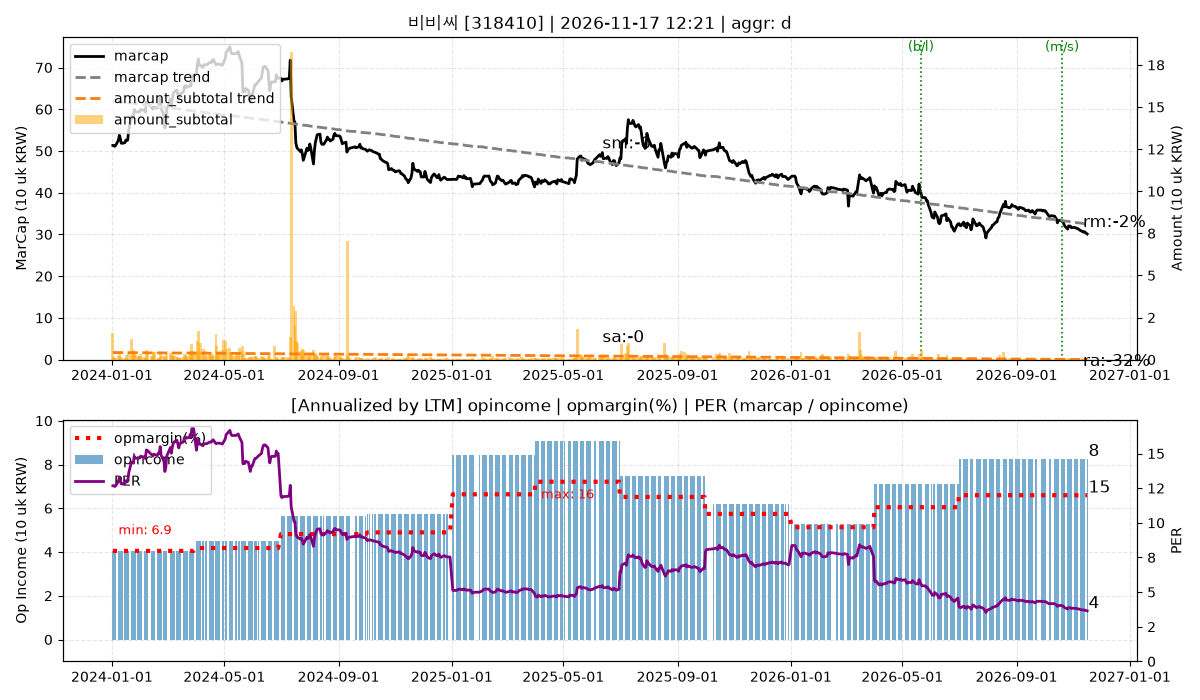 비비씨 [318410] | 2026-11-17 12:21 | aggr: d
MarCap (10 uk KRW)
70
60
50
40
30
20
10
0
marcap
marcap trend
amount_subtotal trend
amount_subtotal
(b/l)
(m/s)
sm:-
sa:-0
rm:-2%
ra:-32%
18
15
12
10
8
5
2
0
Amount (10 uk KRW)
2024-01-01 2024-05-01 2024-09-01 2025-01-01 2025-05-01 2025-09-01 2026-01-01 2026-05-01 2026-09-01 2027-01-01
[Annualized by LTM] opincome | opmargin(%) | PER (marcap / opincome)
Op Income (10 uk KRW)
10
8
6
4
2
0
opmargin(%)
opincome
PER
min: 6.9
max: 16
8
15
4
15
12
10
8
5
2
0
PER
2024-01-01 2024-05-01 2024-09-01 2025-01-01 2025-05-01 2025-09-01 2026-01-01 2026-05-01 2026-09-01 2027-01-01